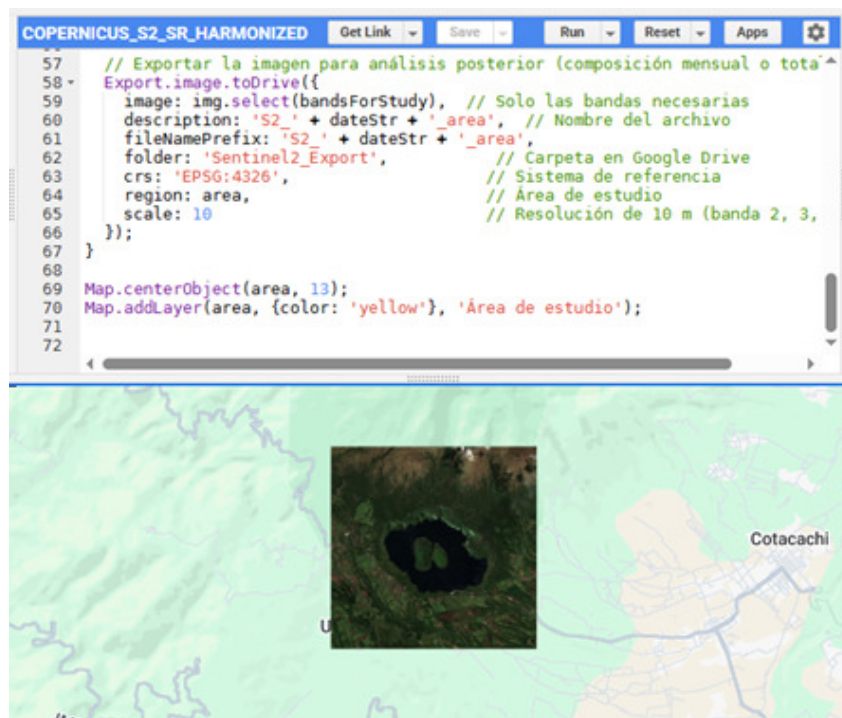 COPERNICUS_S2_SR_HARMONIZED Get Link Save Run Reset Apps
57 // Exportar la imagen para análisis posterior (composición mensual o total
58 Export.image.toDrive({
59 image: img.select(bandsForStudy), // Solo las bandas necesarias
60 description: 'S2_' + dateStr + '_area', // Nombre del archivo
61 fileNamePrefix: 'S2_' + dateStr + '_area',
62 folder: 'Sentinel2_Export', // Carpeta en Google Drive
63 crs: 'EPSG:4326', // Sistema de referencia
64 region: area, // Área de estudio
65 scale: 10 // Resolución de 10 m (banda 2, 3,
66 });
67 }
68
69 Map.centerObject(area, 13);
70 Map.addLayer(area, {color: 'yellow'}, 'Área de estudio');
71
72
Cotacachi
U